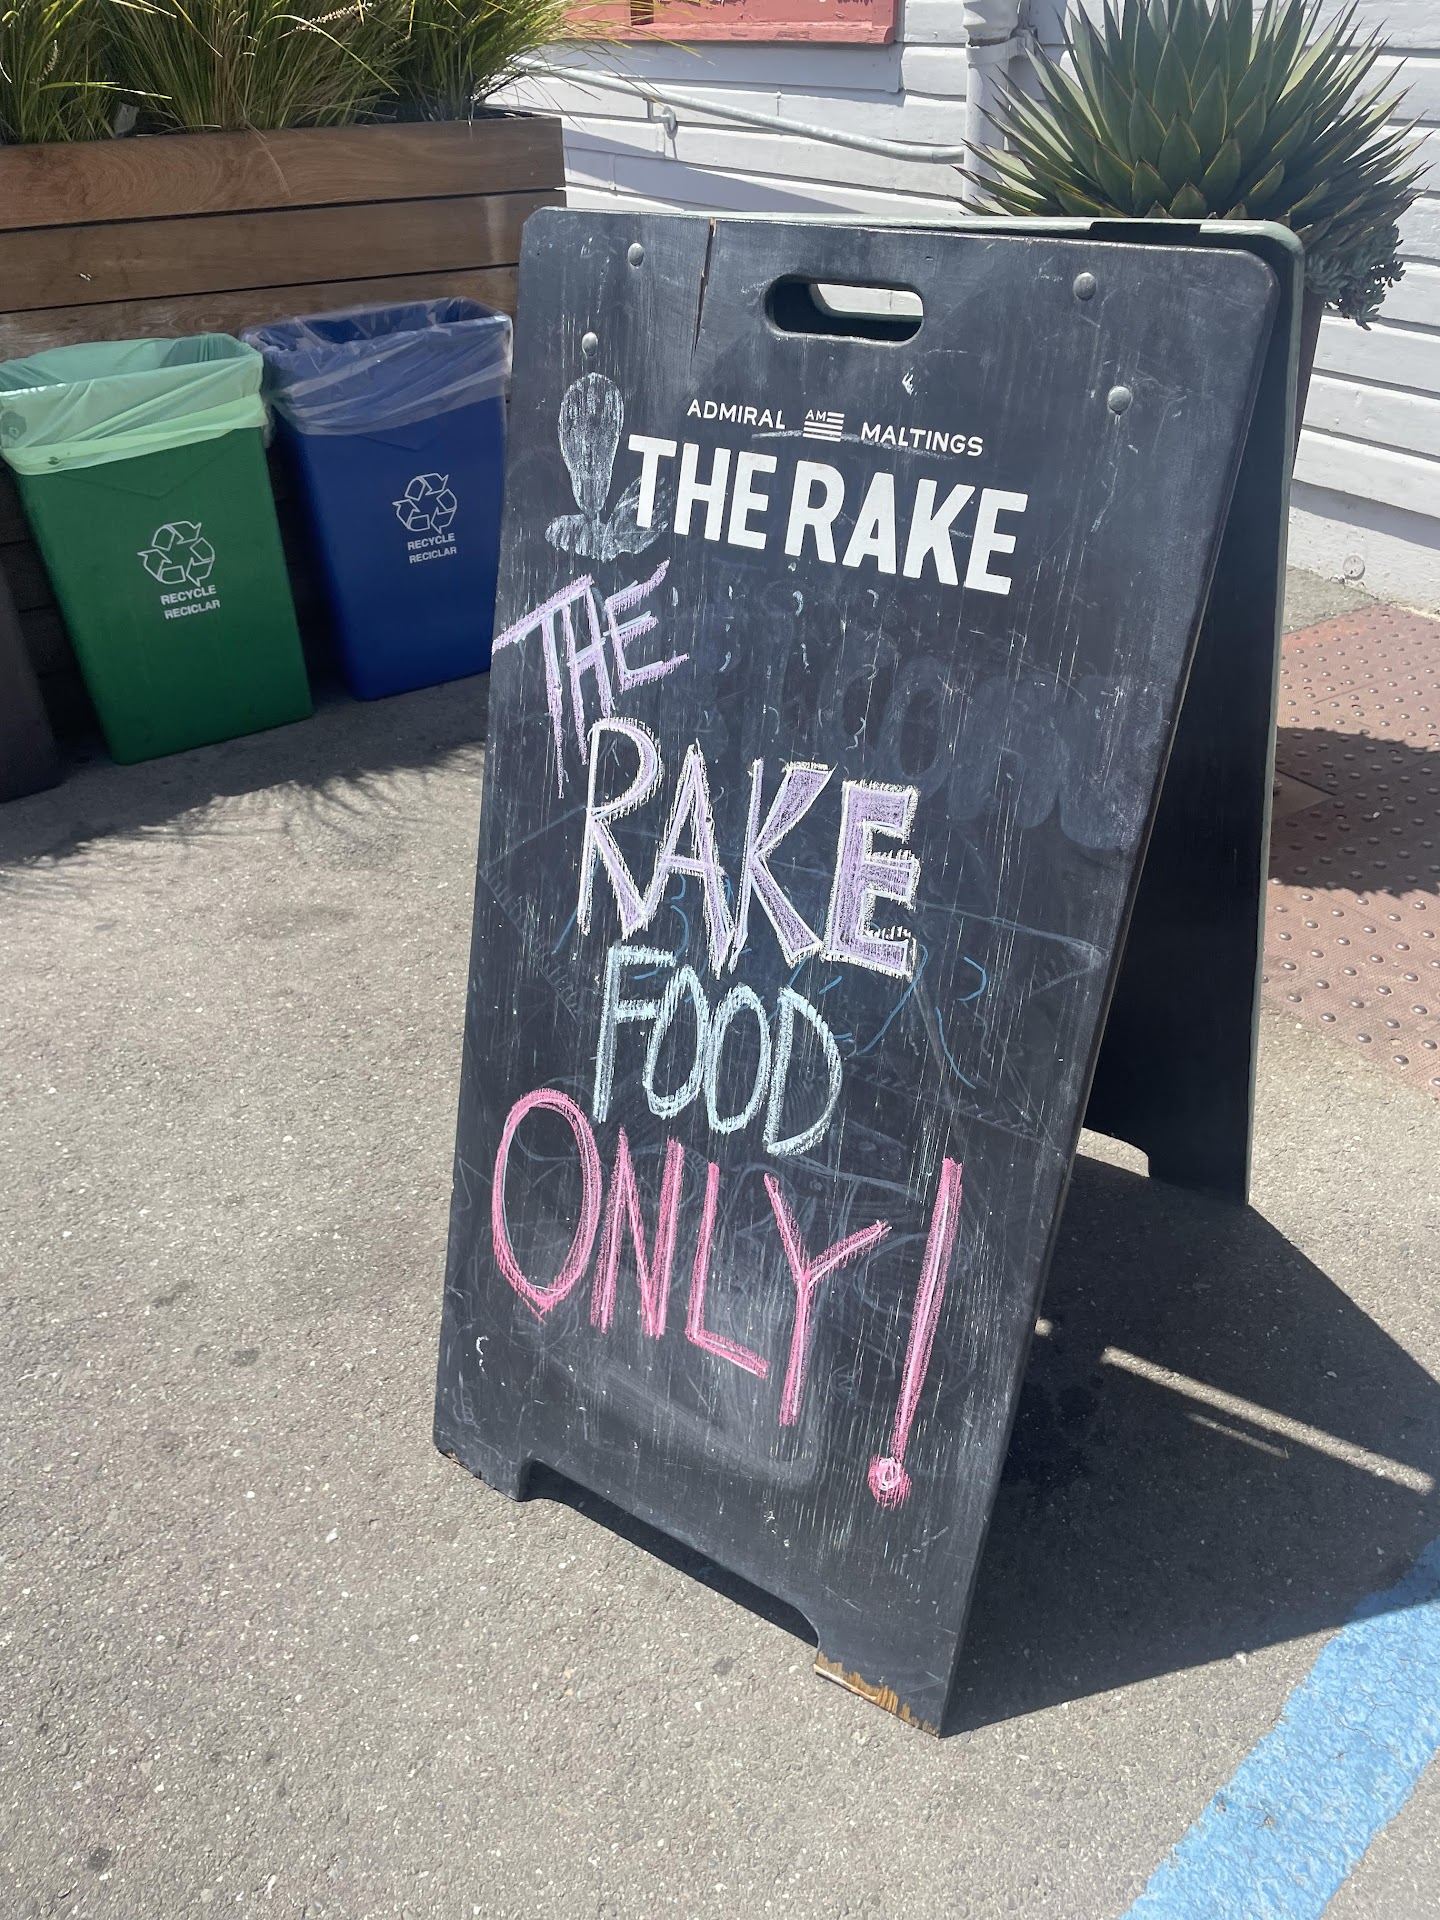 ADMIRAL AM MALTINGS
THE RAKE
THE
RAKE
FOOD
ONLY!
RECYCLE
RECICLAR
RECYCLE
RECICLAR